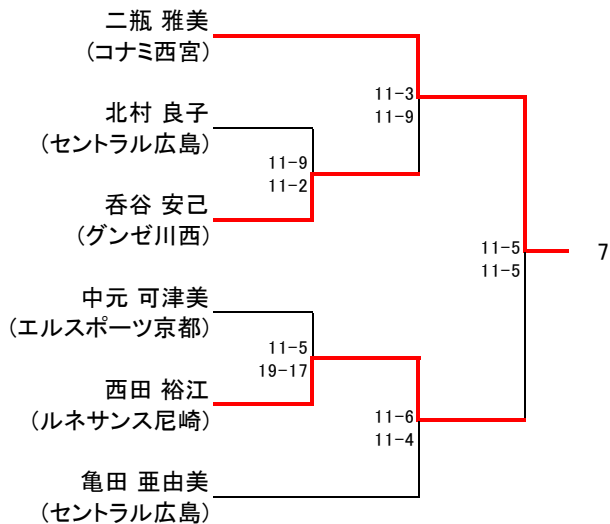 二瓶 雅美
(コナミ西宮)
11-3
11-9
北村 良子
(セントラル広島)
11-9
11-2
呑谷 安己
(グンゼ川西)
11-5
11-5
7
中元 可津美
(エルスポーツ京都)
11-5
19-17
西田 裕江
(ルネサンス尼崎)
11-6
11-4
亀田 亜由美
(セントラル広島)